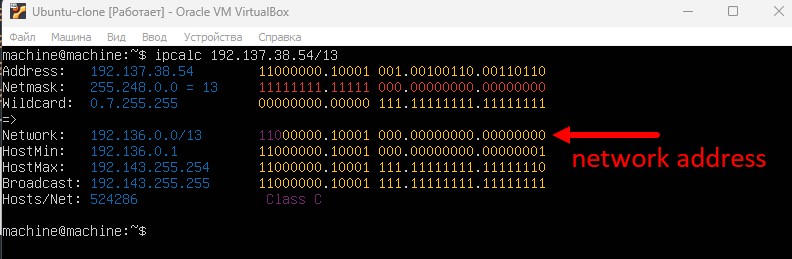 Ubuntu-clone [Работает] - Oracle VM VirtualBox
Файл Машина Вид Ввод Устройства Справка
machine@machine:~$ ipcalc 192.137.38.54/13
Address: 192.137.38.54 11000000.10001 001.00100110.00110110
Netmask: 255.248.0.0 = 13 11111111.11111 000.00000000.00000000
Wildcard: 0.7.255.255 00000000.00000 111.11111111.11111111
=>
Network: 192.136.0.0/13 11000000.10001 000.00000000.00000000
HostMin: 192.136.0.1 11000000.10001 000.00000000.00000001
HostMax: 192.143.255.254 11000000.10001 111.11111111.11111110
Broadcast: 192.143.255.255 11000000.10001 111.11111111.11111111
Hosts/Net: 524286 Class C
machine@machine:~$
network address